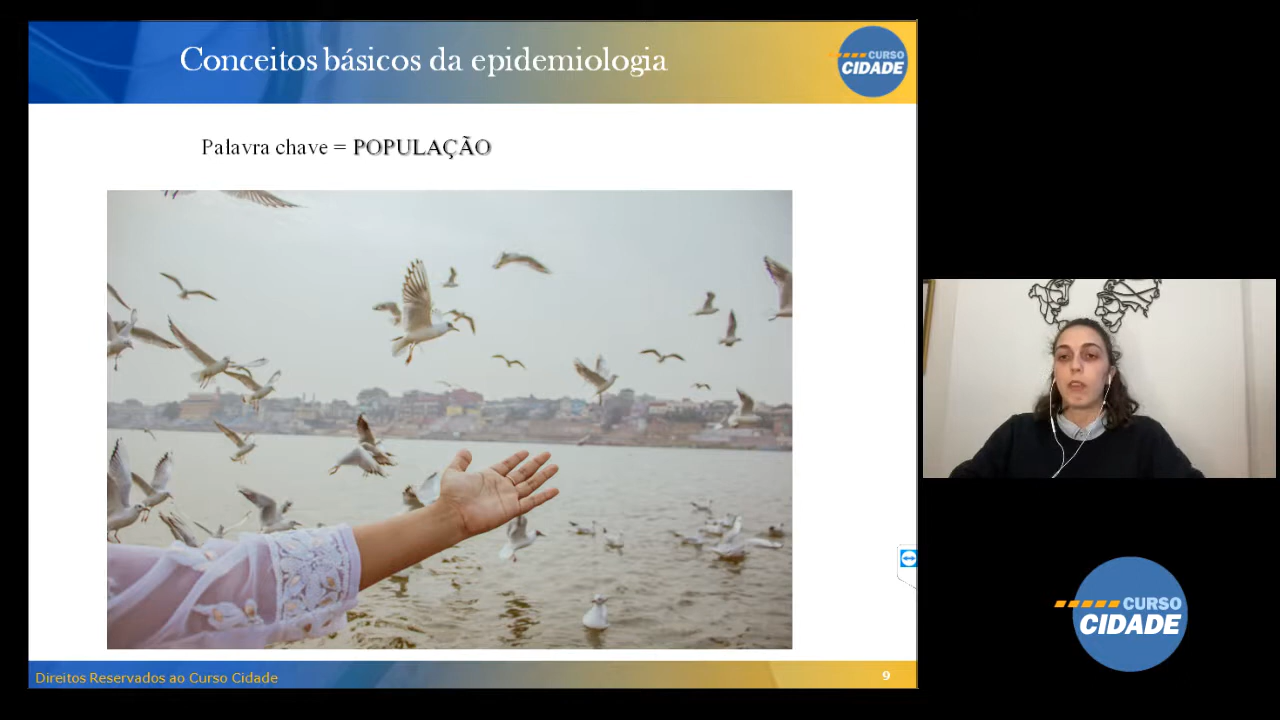 Conceitos básicos da epidemiologia
CURSO
CIDADE
Palavra chave = POPULAÇÃO
Direitos Reservados ao Curso Cidade
9
CURSO
CIDADE